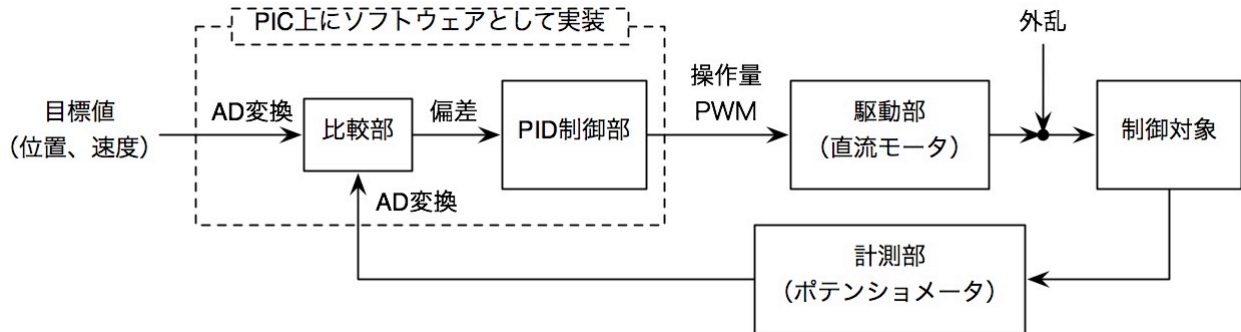 PIC上にソフトウェアとして実装
外乱
目標値
（位置、速度）
AD変換
比較部
偏差
PID制御部
操作量
PWM
駆動部
（直流モータ）
制御対象
AD変換
計測部
（ポテンショメータ）